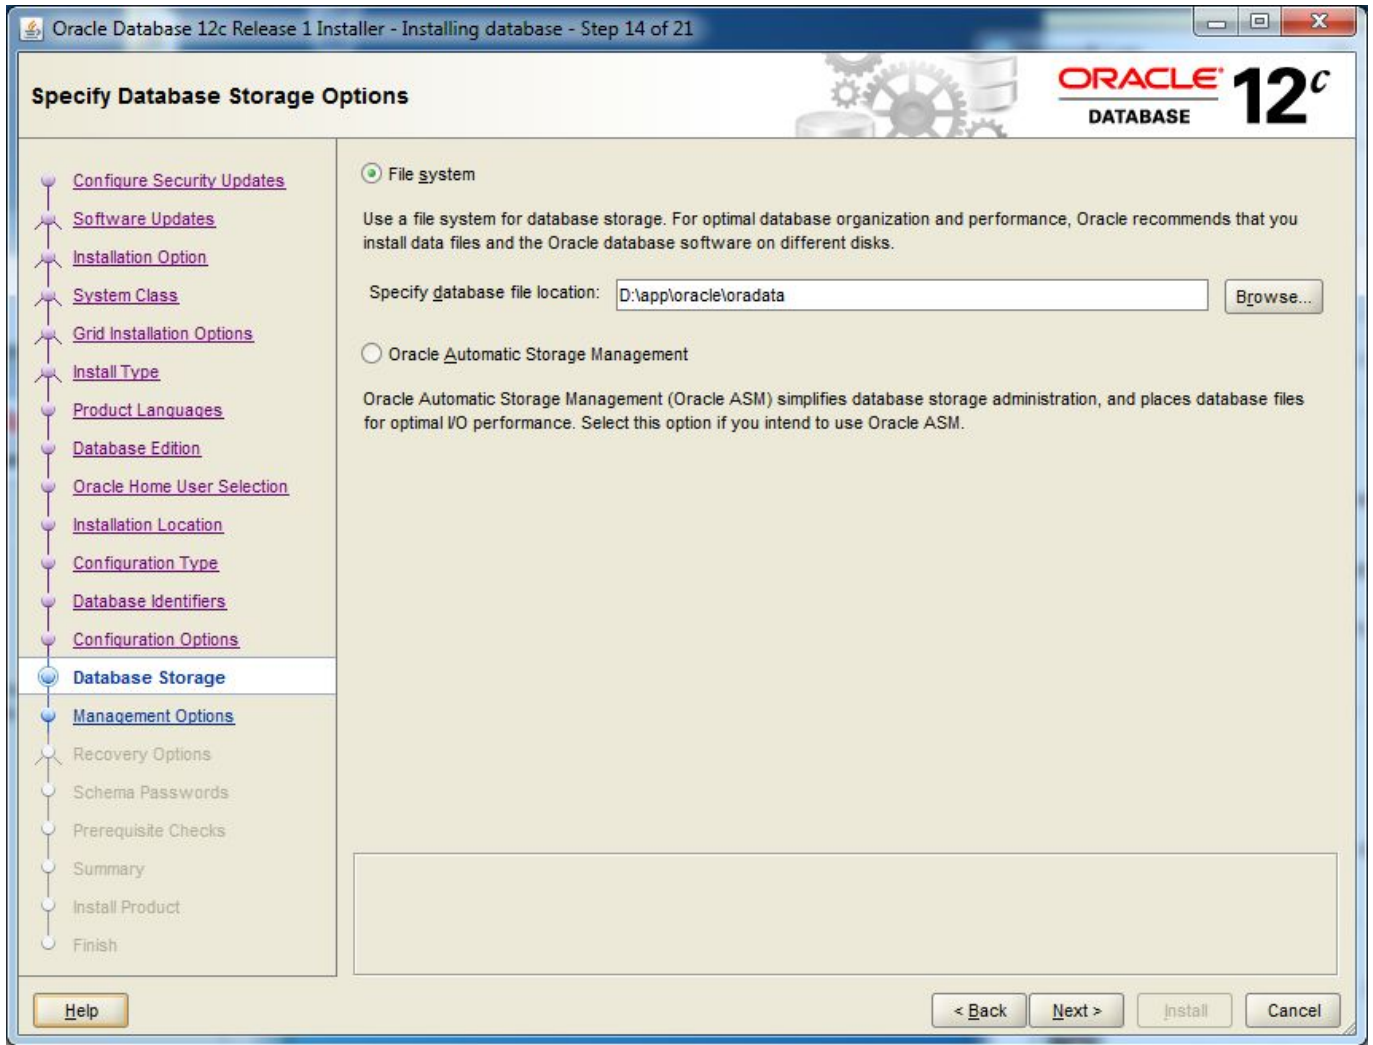 Oracle Database 12c Release 1 Installer - Installing database - Step 14 of 21
Specify Database Storage Options
ORACLE
DATABASE
12c
Configure Security Updates
Software Updates
Installation Option
System Class
Grid Installation Options
Install Type
Product Languages
Database Edition
Oracle Home User Selection
Installation Location
Configuration Type
Database Identifiers
Configuration Options
Database Storage
Management Options
Recovery Options
Schema Passwords
Prerequisite Checks
Summary
Install Product
Finish
File system
Use a file system for database storage. For optimal database organization and performance, Oracle recommends that you
install data files and the Oracle database software on different disks.
Specify database file location: D:\app\oracle\oradata Browse...
Oracle Automatic Storage Management
Oracle Automatic Storage Management (Oracle ASM) simplifies database storage administration, and places database files
for optimal I/O performance. Select this option if you intend to use Oracle ASM.
Help < Back Next > Install Cancel